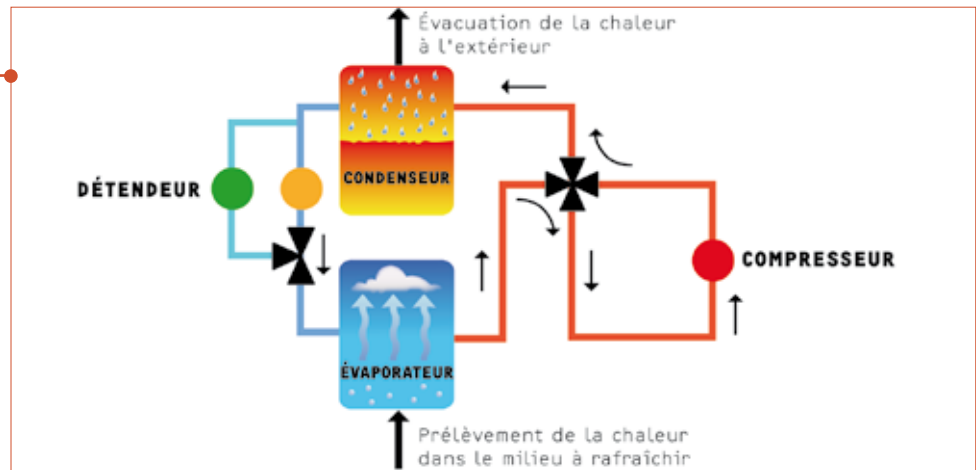 Évacuation de la chaleur
à l'extérieur
CONDENSEUR
DÉTENDEUR
COMPRESSEUR
ÉVAPORATEUR
Prélèvement de la chaleur
dans le milieu à rafraîchir